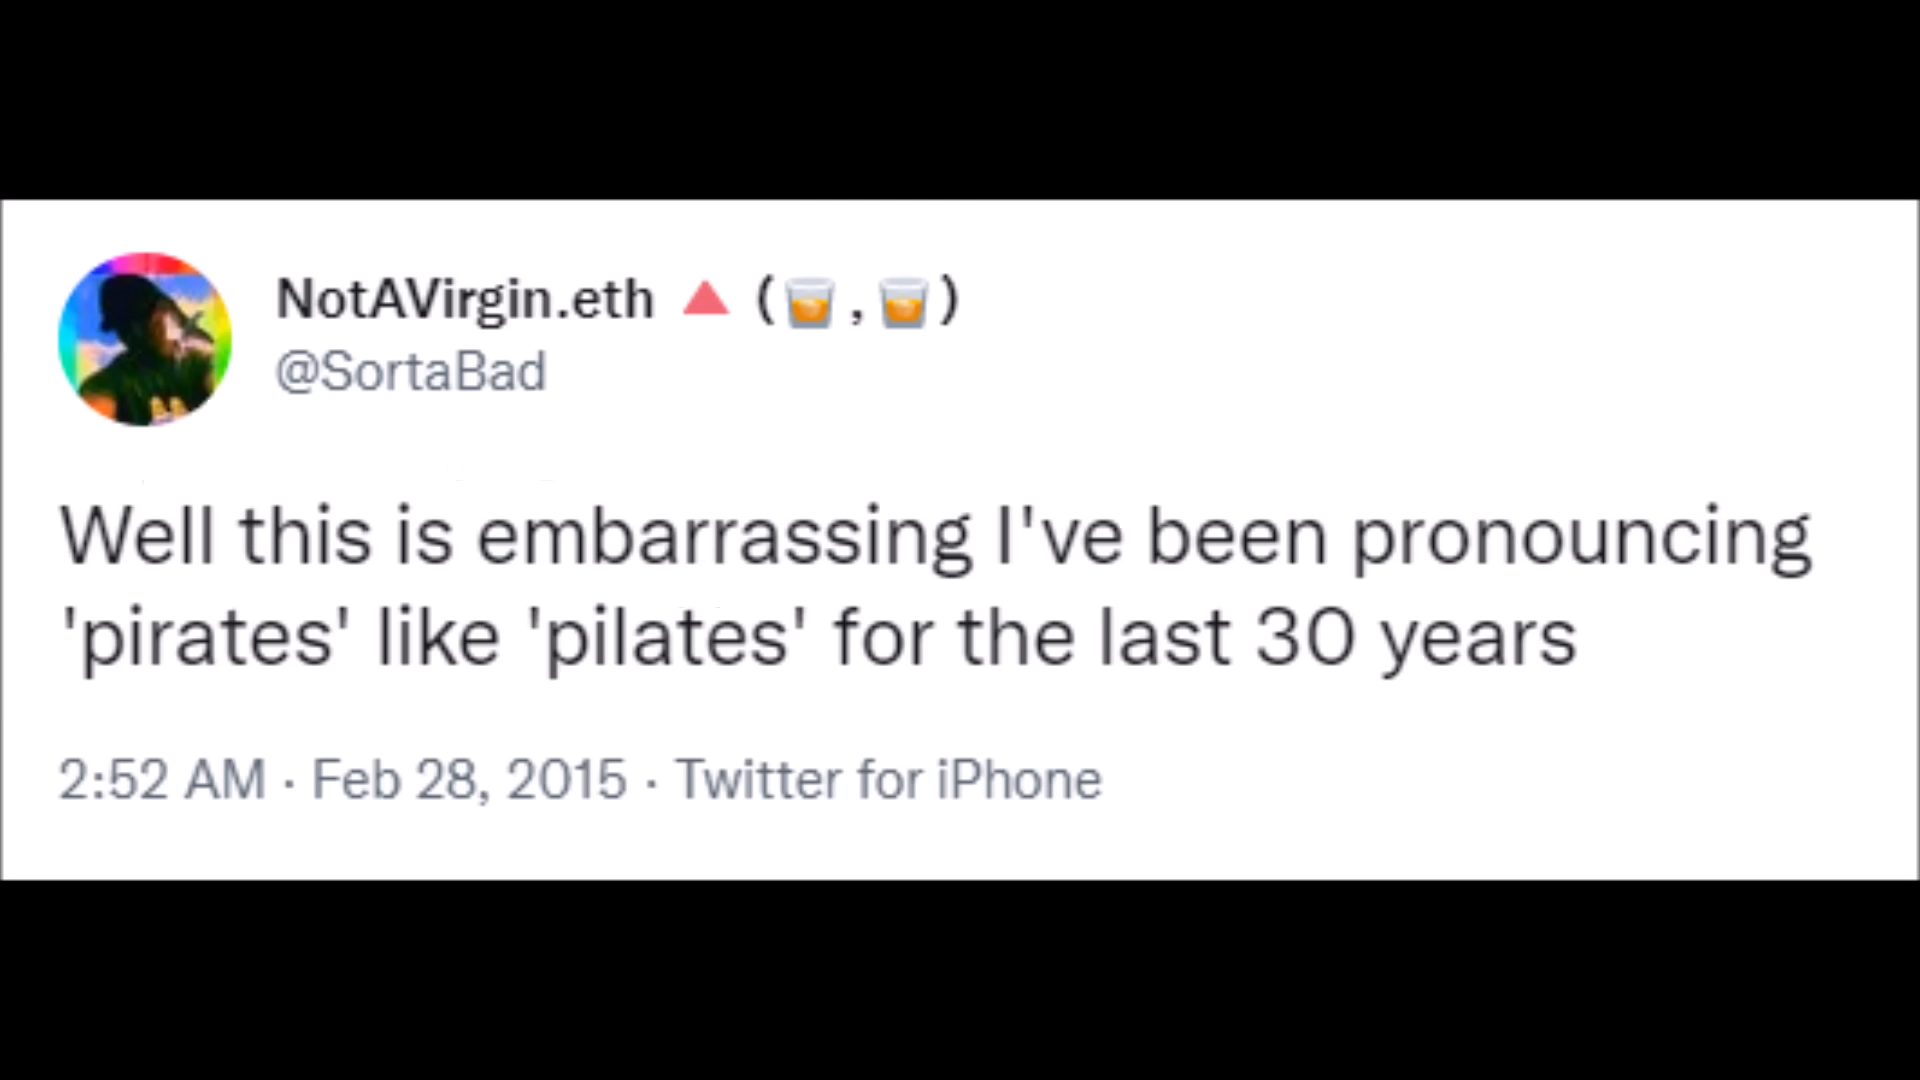 NotAVirgin.eth 🔺 (🥃,🥃)
@SortaBad
Well this is embarrassing I've been pronouncing
'pirates' like 'pilates' for the last 30 years
2:52 AM · Feb 28, 2015 · Twitter for iPhone